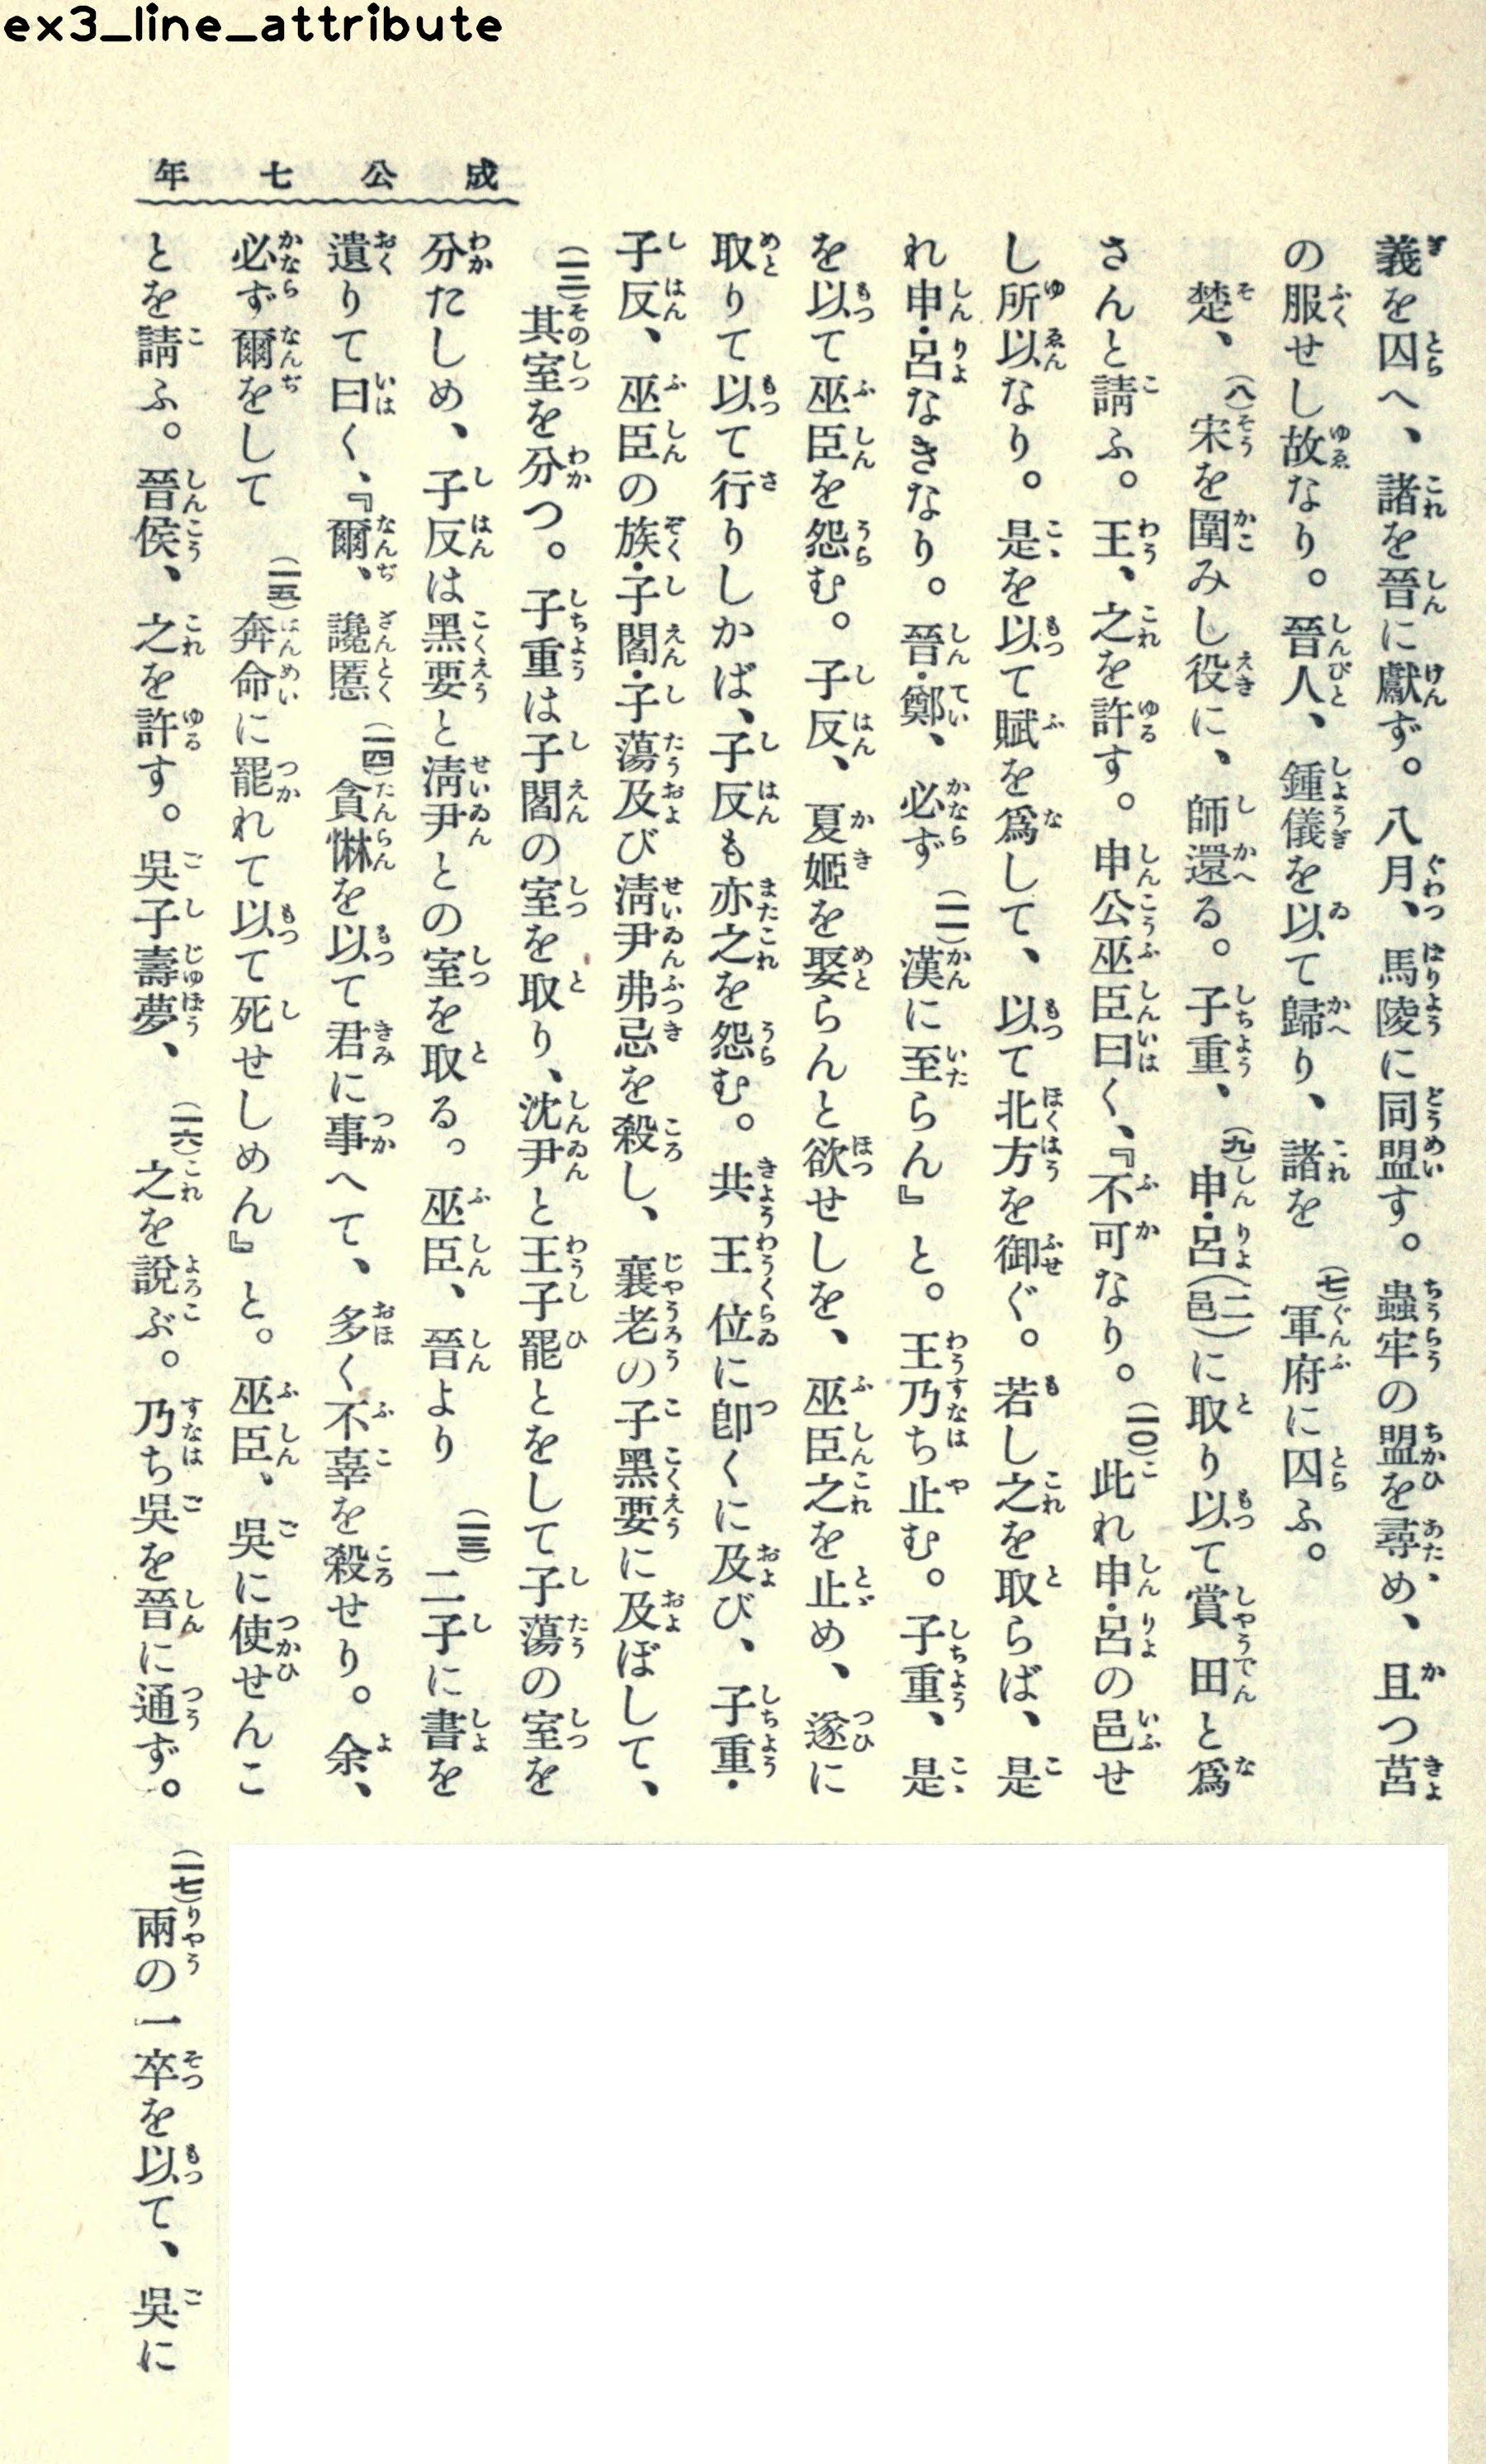 ex3_line_attribute
成公七年
義を囚へ、諸を晉に獻ず。八月、馬陵に同盟す。蟲牢の盟を尋め、且つ莒
の服せし故なり。晉人、鍾儀を以て歸り、諸を(七)軍府に囚ふ。
楚、(八)宋を圍みし役に、師還る。子重、(九)申・呂(二邑)に取り以て賞田と爲
さんと請ふ。王、之を許す。申公巫臣曰く、『不可なり。(一〇)此れ申・呂の邑せ
し所以なり。是を以て賦を爲して、以て北方を御ぐ。若し之を取らば、是
れ申・呂なきなり。晉・鄭、必ず(一一)漢に至らん』と。王乃ち止む。子重、是
を以て巫臣を怨む。子反、夏姬を娶らんと欲せしを、巫臣之を止め、遂に
取りて以て行りしかば、子反も亦之を怨む。共王位に卽くに及び、子重・
子反、巫臣の族・子閻・子蕩及び淸尹弗忌を殺し、襄老の子黑要に及ぼして、
(一二)其室を分つ。子重は子閻の室を取り、沈尹と王子罷とをして子蕩の室を
分たしめ、子反は黑要と淸尹との室を取る。巫臣、晉より(一三)二子に書を
遺りて曰く、『爾、讒慝(一四)貪惏を以て君に事へて、多く不辜を殺せり。余、
必ず爾をして(一五)奔命に罷れて以て死せしめん』と。巫臣、吳に使せんこ
とを請ふ。晉侯、之を許す。吳子壽夢、(一六)之を說ぶ。乃ち吳を晉に通ず。(一七)兩の一卒を以て、吳に